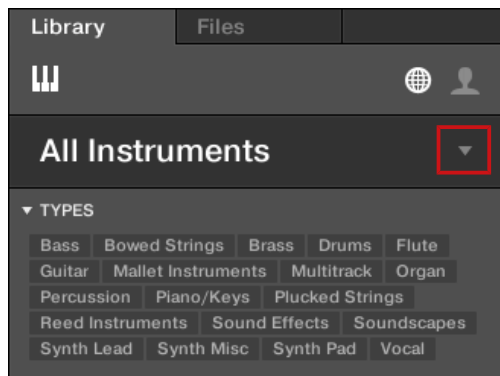 Library Files
All Instruments
TYPES
Bass Bowed Strings Brass Drums Flute
Guitar Mallet Instruments Multitrack Organ
Percussion Piano/Keys Plucked Strings
Reed Instruments Sound Effects Soundscapes
Synth Lead Synth Misc Synth Pad Vocal